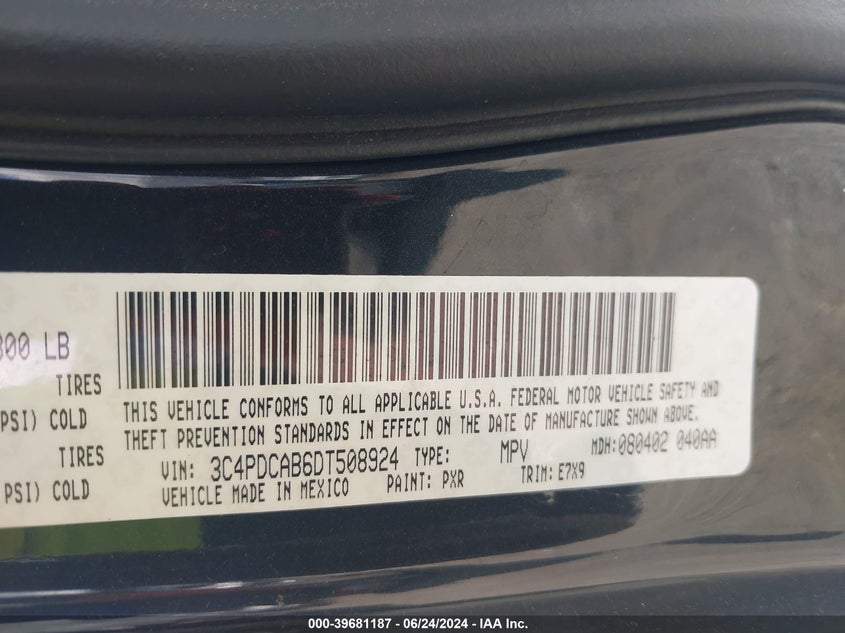 800 LB
TIRES
PSI) COLD
TIRES
PSI) COLD
THIS VEHICLE CONFORMS TO ALL APPLICABLE U.S.A. FEDERAL MOTOR VEHICLE SAFETY AND
THEFT PREVENTION STANDARDS IN EFFECT ON THE DATE OF MANUFACTURE SHOWN ABOVE.
VIN: 3C4PDCAB6DT508924 TYPE: MPV MDH:080402 040AA
VEHICLE MADE IN MEXICO PAINT: PXR TRIM: E7X9
000-39681187 / 06/24/2024 / IAA Inc.